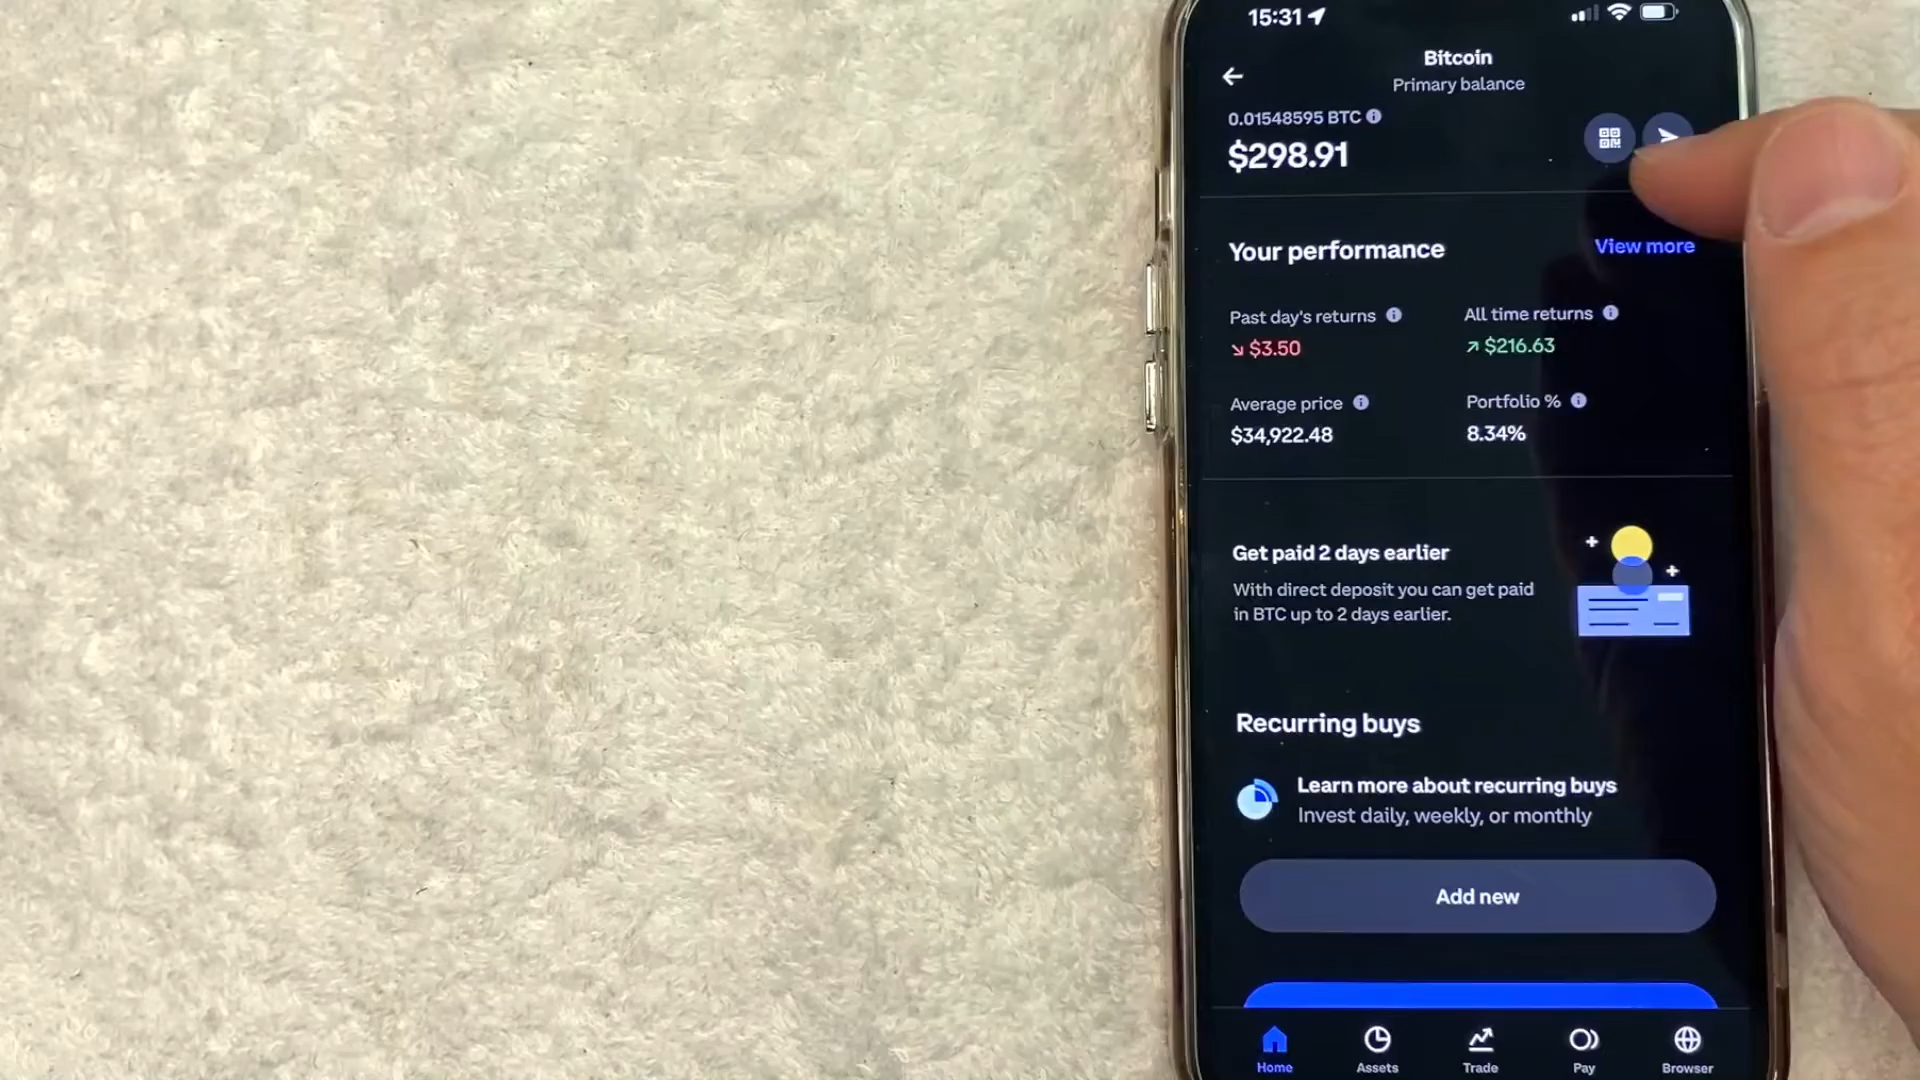 15:31
Bitcoin
Primary balance
0.01548595 BTC
$298.91
Your performance
View more
Past day's returns
All time returns
↘ $3.50
↗ $216.63
Average price
Portfolio %
$34,922.48
8.34%
Get paid 2 days earlier
With direct deposit you can get paid
in BTC up to 2 days earlier.
Recurring buys
Learn more about recurring buys
Invest daily, weekly, or monthly
Add new
Home
Assets
Trade
Pay
Browser